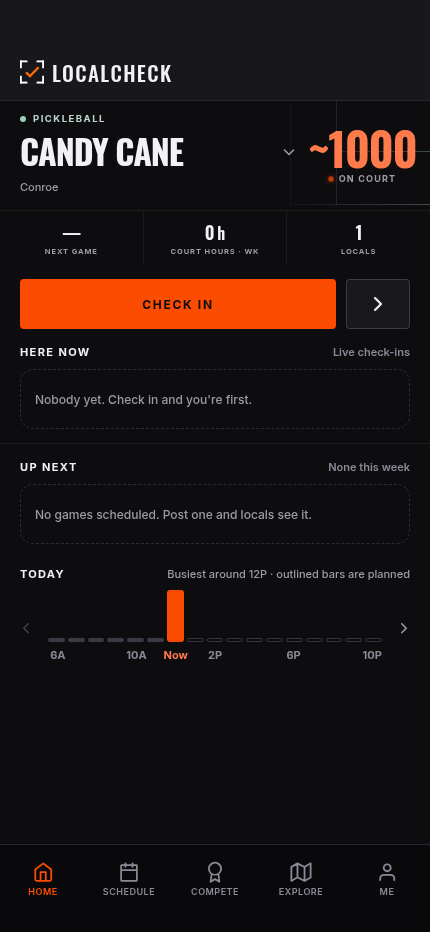 LOCALCHECK
PICKLEBALL
CANDY CANE
Conroe
~1000
ON COURT
— 0h 1
NEXT GAME COURT HOURS · WK LOCALS
CHECK IN
HERE NOW Live check-ins
Nobody yet. Check in and you're first.
UP NEXT None this week
No games scheduled. Post one and locals see it.
TODAY Busiest around 12P · outlined bars are planned
6A 10A Now 2P 6P 10P
HOME SCHEDULE COMPETE EXPLORE ME